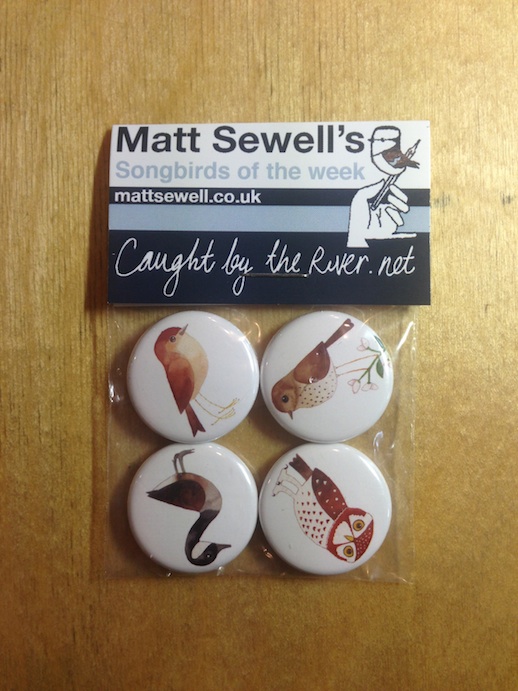 Matt Sewell's
Songbirds of the week
mattsewell.co.uk
Caught by the River.net